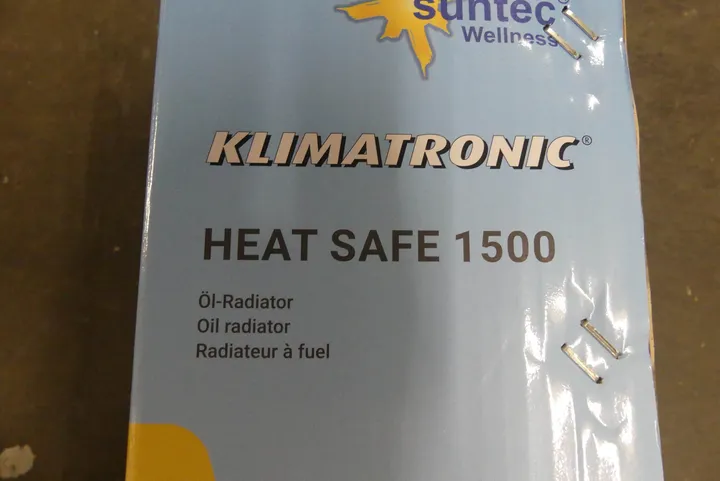 suntec®
Wellness
KLIMATRONIC®
HEAT SAFE 1500
Öl-Radiator
Oil radiator
Radiateur à fuel